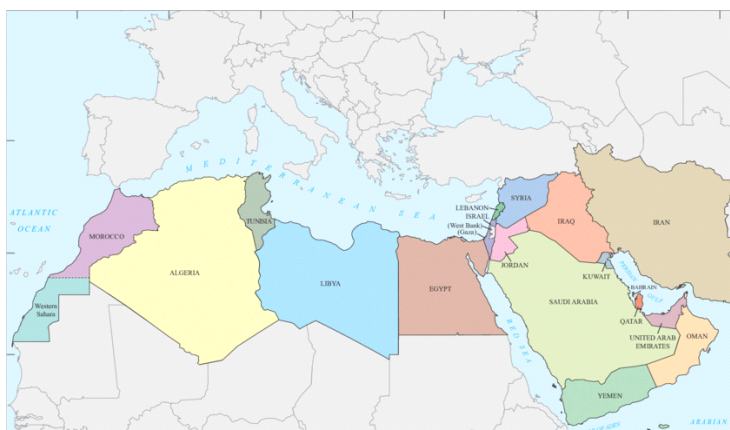 MEDITERRANEAN SEA
ATLANTIC
OCEAN
MOROCCO
Western
Sahara
ALGERIA
TUNISIA
LIBYA
EGYPT
LEBANON
ISRAEL
(West Bank)
(Gaza)
SYRIA
IRAQ
IRAN
JORDAN
KUWAIT
PERSIAN
GULF
BAHRAIN
SAUDI ARABIA
QATAR
UNITED ARAB
EMIRATES
OMAN
RED SEA
YEMEN
ARABIAN